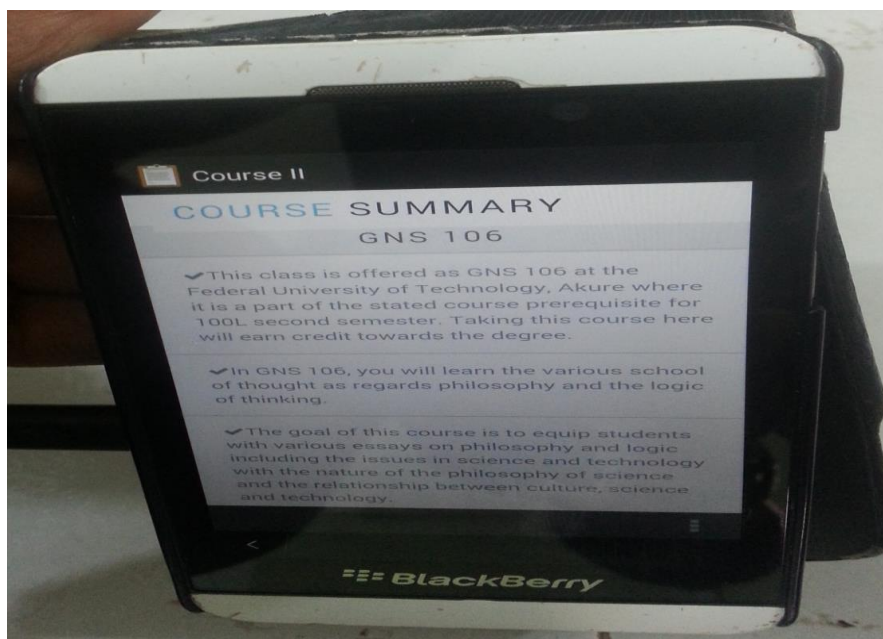 Course II
COURSE SUMMARY
GNS 106
✔This class is offered as GNS 106 at the
Federal University of Technology, Akure where
it is a part of the stated course prerequisite for
100L second semester. Taking this course here
will earn credit towards the degree.
✔In GNS 106, you will learn the various school
of thought as regards philosophy and the logic
of thinking.
✔The goal of this course is to equip students
with various essays on philosophy and logic
including the issues in science and technology
with the nature of the philosophy of science
and the relationship between culture, science
and technology.
BlackBerry